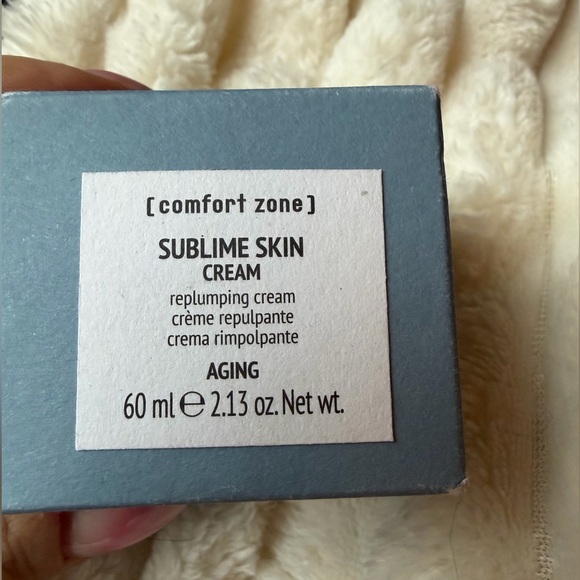 [ comfort zone ]
SUBLIME SKIN
CREAM
replumping cream
crème repulpante
crema rimpolpante
AGING
60 ml ℮ 2.13 oz. Net wt.